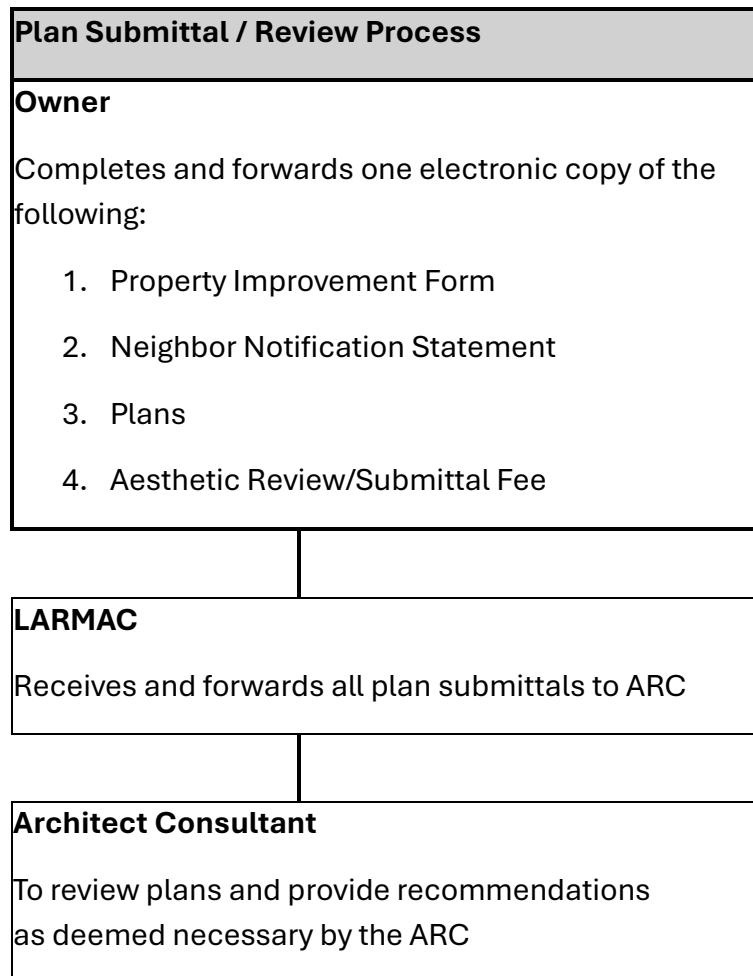 Plan Submittal / Review Process
Owner
Completes and forwards one electronic copy of the
following:
1. Property Improvement Form
2. Neighbor Notification Statement
3. Plans
4. Aesthetic Review/Submittal Fee
LARMAC
Receives and forwards all plan submittals to ARC
Architect Consultant
To review plans and provide recommendations
as deemed necessary by the ARC